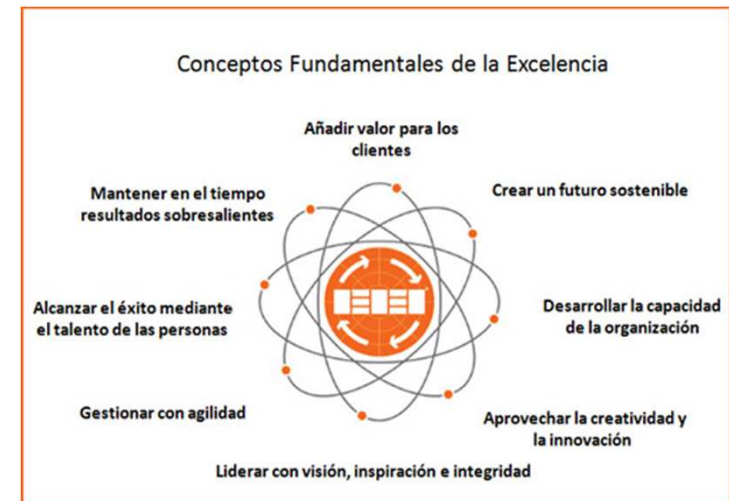 Conceptos Fundamentales de la Excelencia
Añadir valor para los
clientes
Crear un futuro sostenible
Desarrollar la capacidad
de la organización
Aprovechar la creatividad y
la innovación
Liderar con visión, inspiración e integridad
Gestionar con agilidad
Alcanzar el éxito mediante
el talento de las personas
Mantener en el tiempo
resultados sobresalientes